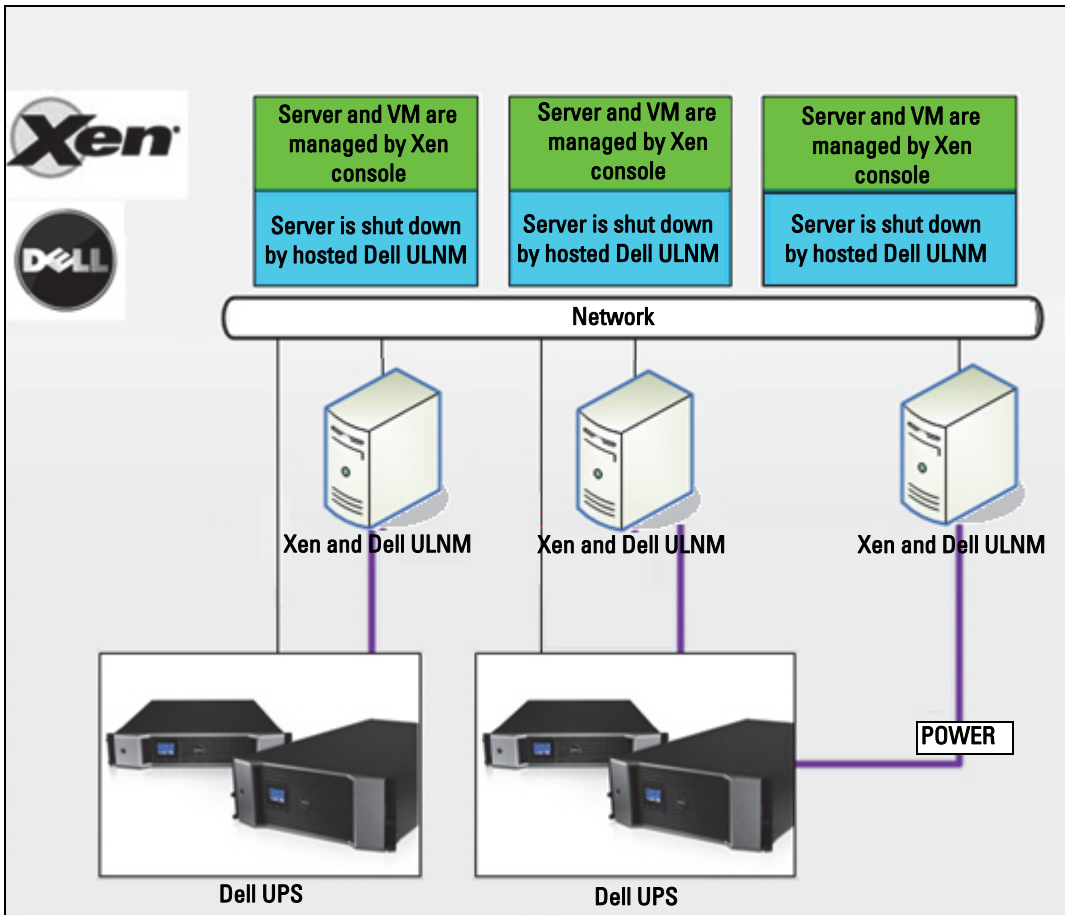 Xen
DELL
Server and VM are
managed by Xen
console
Server is shut down
by hosted Dell ULNM
Server and VM are
managed by Xen
console
Server is shut down
by hosted Dell ULNM
Server and VM are
managed by Xen
console
Server is shut down
by hosted Dell ULNM
Network
Xen and Dell ULNM
Xen and Dell ULNM
Xen and Dell ULNM
POWER
Dell UPS
Dell UPS